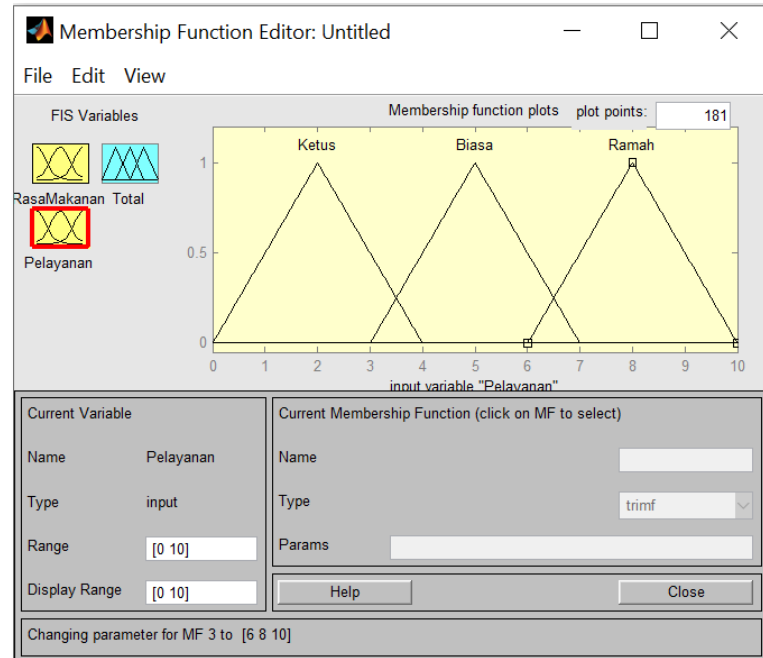 Membership Function Editor: Untitled
File Edit View
FIS Variables
Membership function plots plot points: 181
RasaMakanan Total
Pelayanan
Ketus Biasa Ramah
1
0.5
0
0 1 2 3 4 5 6 7 8 9 10
input variable "Pelayanan"
Current Variable
Name Pelayanan
Type input
Range [0 10]
Display Range [0 10]
Current Membership Function (click on MF to select)
Name
Type trimf
Params
Help Close
Changing parameter for MF 3 to [6 8 10]